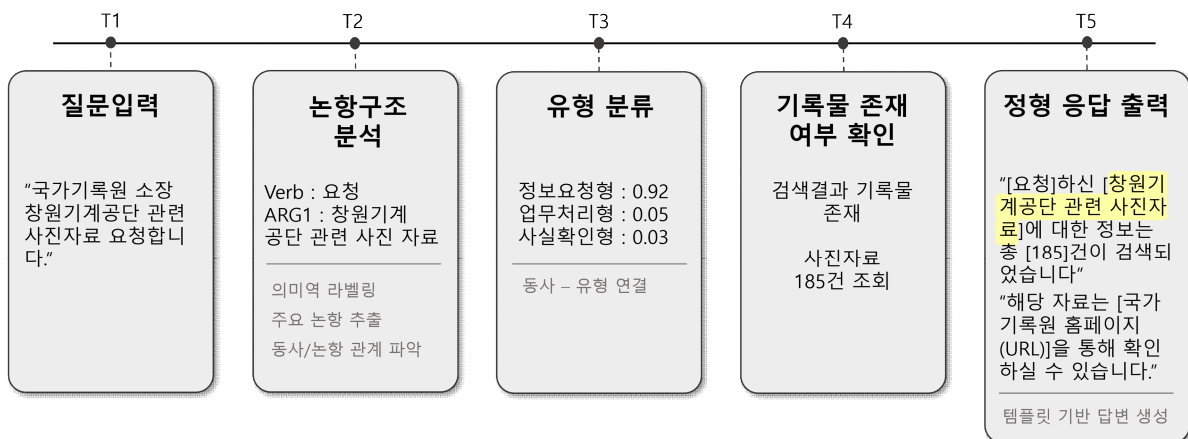 T1
T2
T3
T4
T5
질문입력
“국가기록원 소장
창원기계공단 관련
사진자료 요청합니
다.”
논항구조
분석
Verb : 요청
ARG1 : 창원기계
공단 관련 사진 자료
의미역 라벨링
주요 논항 추출
동사/논항 관계 파악
유형 분류
정보요청형 : 0.92
업무처리형 : 0.05
사실확인형 : 0.03
동사 – 유형 연결
기록물 존재
여부 확인
검색결과 기록물
존재
사진자료
185건 조회
정형 응답 출력
“[요청]하신 [창원기
계공단 관련 사진자
료]에 대한 정보는
총 [185]건이 검색되
었습니다”
“해당 자료는 [국가
기록원 홈페이지
(URL)]을 통해 확인
하실 수 있습니다.”
템플릿 기반 답변 생성